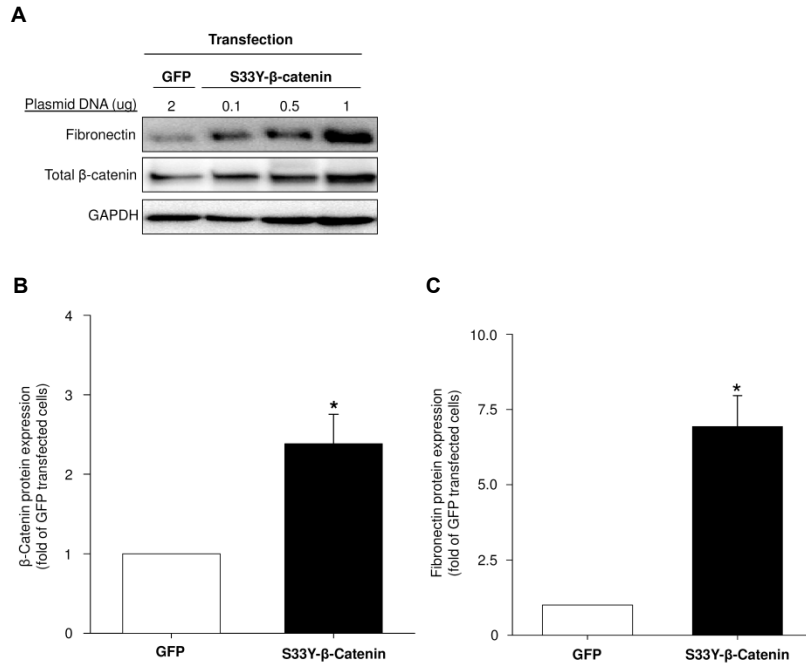 A
Transfection
GFP S33Y-β-catenin
Plasmid DNA (ug) 2 0.1 0.5 1
Fibronectin
Total β-catenin
GAPDH
B
β-Catenin protein expression
(fold of GFP transfected cells)
4
3
2
1
0
*
GFP S33Y-β-Catenin
C
Fibronectin protein expression
(fold of GFP transfected cells)
10.0
7.5
5.0
2.5
0
*
GFP S33Y-β-Catenin